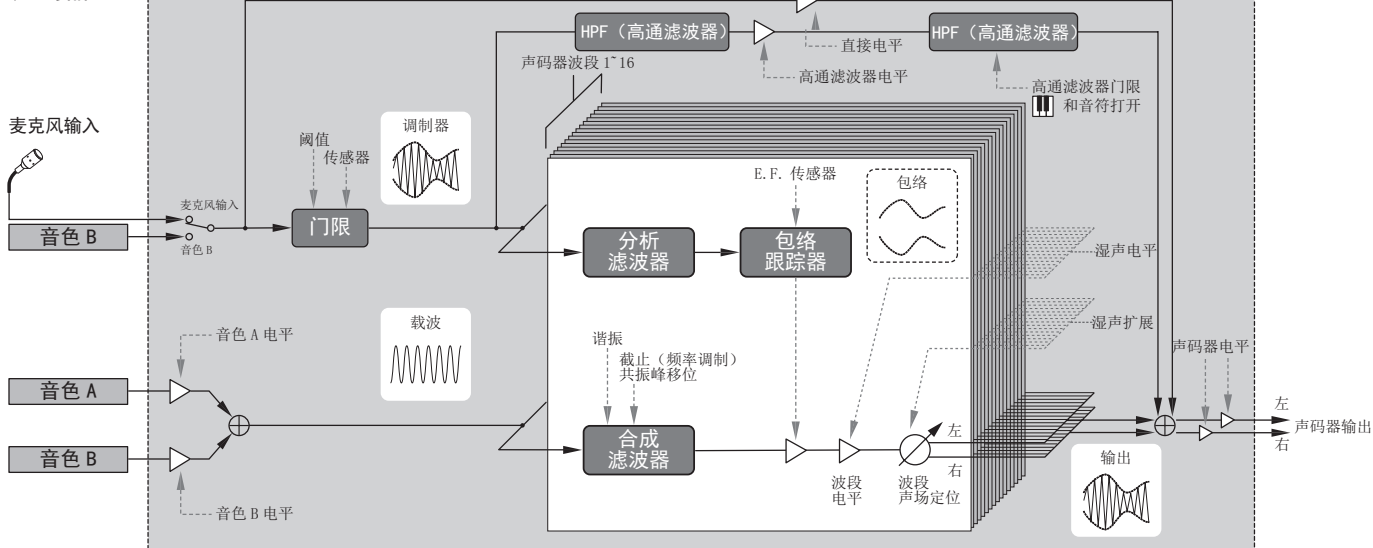 HPF（高通滤波器）
HPF（高通滤波器）
直接电平
声码器波段 1~16
高通滤波器电平
高通滤波器门限
和音符打开
麦克风输入
阈值
传感器
调制器
E.F. 传感器
包络
麦克风输入
音色 B
音色 B
门限
分析
滤波器
包络
跟踪器
湿声电平
载波
音色 A 电平
谐振
截止（频率调制）
共振峰移位
湿声扩展
声码器电平
音色 A
音色 B
合成
滤波器
左
右
波段
电平
波段
声场定位
输出
左
右
声码器输出
音色 B 电平